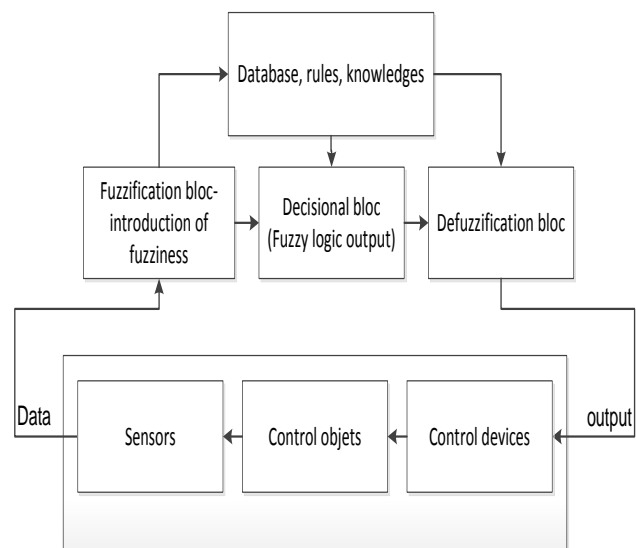 Database, rules, knowledges
Fuzzification bloc-
introduction of
fuzziness
Decisional bloc
(Fuzzy logic output)
Defuzzification bloc
Data
Sensors
Control objets
Control devices
output